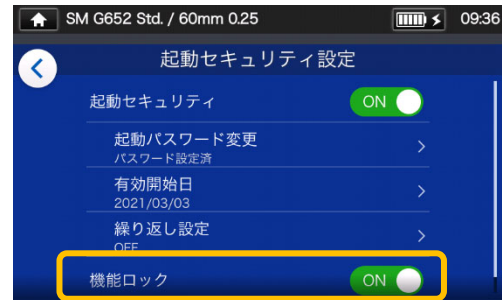 SM G652 Std. / 60mm 0.25
09:36
起動セキュリティ設定
起動セキュリティ
ON
起動パスワード変更
パスワード設定済
有効開始日
2021/03/03
繰り返し設定
OFF
機能ロック
ON